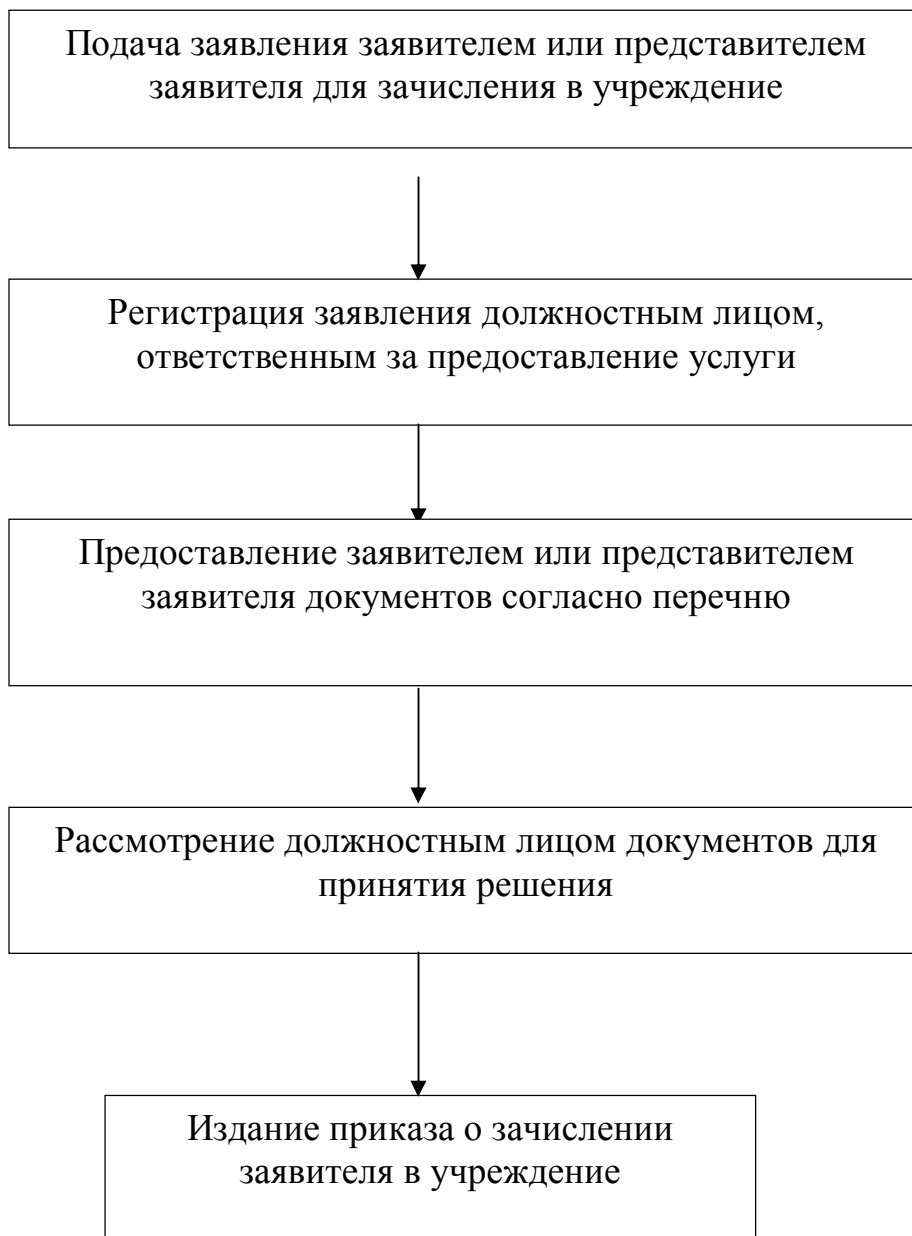 Подача заявления заявителем или представителем
заявителя для зачисления в учреждение
Регистрация заявления должностным лицом,
ответственным за предоставление услуги
Предоставление заявителем или представителем
заявителя документов согласно перечню
Рассмотрение должностным лицом документов для
принятия решения
Издание приказа о зачислении
заявителя в учреждение